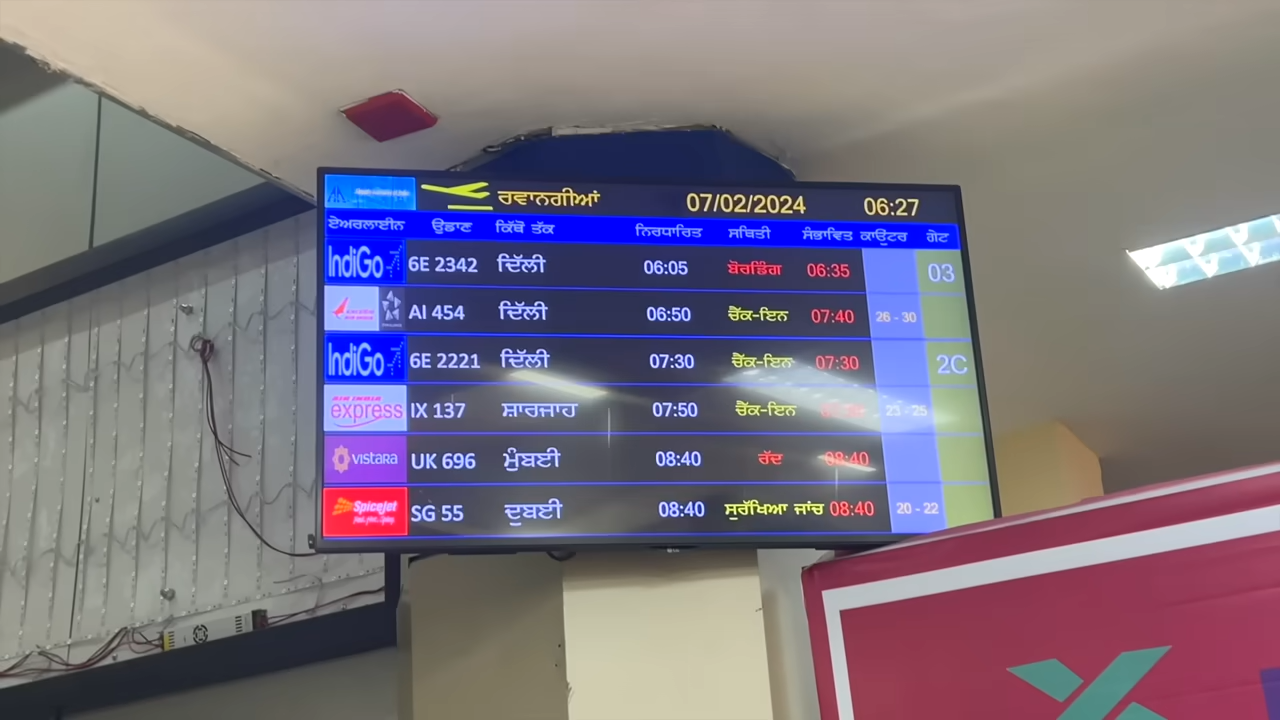 ਰਵਾਨਗੀਆਂ 07/02/2024 06:27
ਏਅਰਲਾਈਨ ਉਡਾਣ ਕਿੱਥੋਂ ਤੱਕ ਨਿਰਧਾਰਿਤ ਸਥਿਤੀ ਸੰਭਾਵਿਤ ਕਾਊਂਟਰ ਗੇਟ
IndiGo 6E 2342 ਦਿੱਲੀ 06:05 ਬੋਰਡਿੰਗ 06:35 03
AI 454 ਦਿੱਲੀ 06:50 ਚੈੱਕ-ਇਨ 07:40 26 - 30
IndiGo 6E 2221 ਦਿੱਲੀ 07:30 ਚੈੱਕ-ਇਨ 07:30 2C
AIR INDIA express IX 137 ਸ਼ਾਰਜਾਹ 07:50 ਚੈੱਕ-ਇਨ 23 - 25
VISTARA UK 696 ਮੁੰਬਈ 08:40 ਰੱਦ 08:40
SpiceJet SG 55 ਦੁਬਈ 08:40 ਸੁਰੱਖਿਆ ਜਾਂਚ 08:40 20 - 22
LG